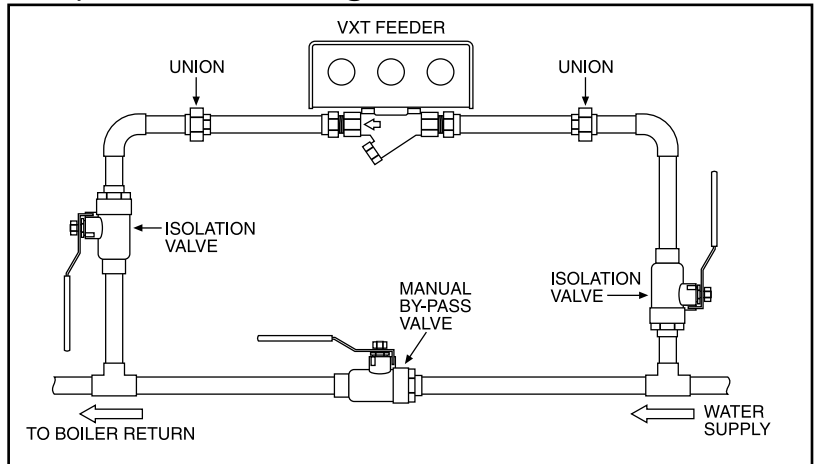 VXT FEEDER
UNION
UNION
ISOLATION
VALVE
ISOLATION
VALVE
MANUAL
BY-PASS
VALVE
TO BOILER RETURN
WATER
SUPPLY